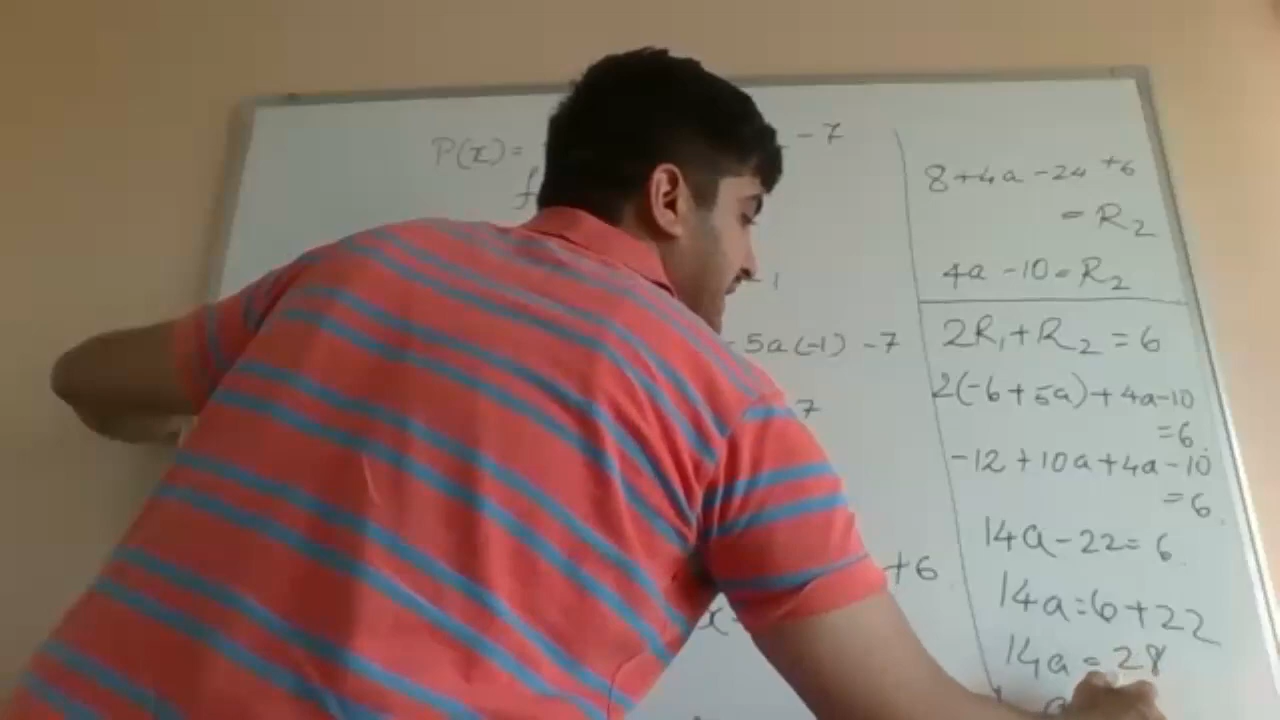 P(x)= - 7
f
- 1
- 5a(-1) - 7
7
+6
x-
8+4a-24+6
= R2
4a-10=R2
2R1+R2=6
2(-6+5a)+4a-10
=6
-12+10a+4a-10
=6
14a-22=6
14a=6+22
14a=28
a